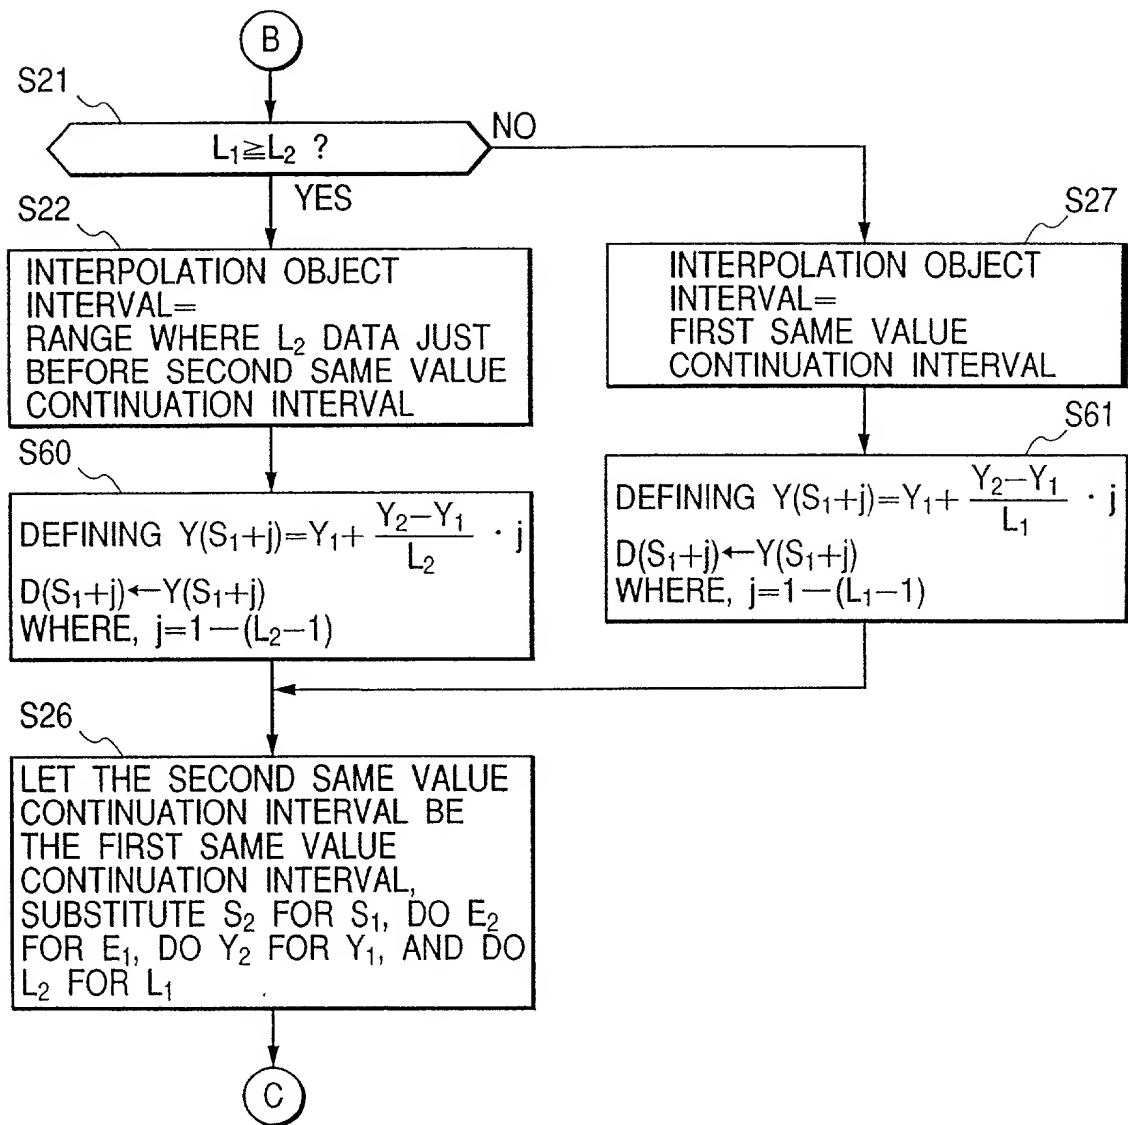 B
S21
L₁≧L₂ ?
NO
YES
S22
INTERPOLATION OBJECT
INTERVAL=
RANGE WHERE L₂ DATA JUST
BEFORE SECOND SAME VALUE
CONTINUATION INTERVAL
S27
INTERPOLATION OBJECT
INTERVAL=
FIRST SAME VALUE
CONTINUATION INTERVAL
S60
DEFINING Y(S₁+j)=Y₁+ (Y₂−Y₁)/L₂ · j
D(S₁+j)←Y(S₁+j)
WHERE, j=1—(L₂−1)
S61
DEFINING Y(S₁+j)=Y₁+ (Y₂−Y₁)/L₁ · j
D(S₁+j)←Y(S₁+j)
WHERE, j=1—(L₁−1)
S26
LET THE SECOND SAME VALUE
CONTINUATION INTERVAL BE
THE FIRST SAME VALUE
CONTINUATION INTERVAL,
SUBSTITUTE S₂ FOR S₁, DO E₂
FOR E₁, DO Y₂ FOR Y₁, AND DO
L₂ FOR L₁
C